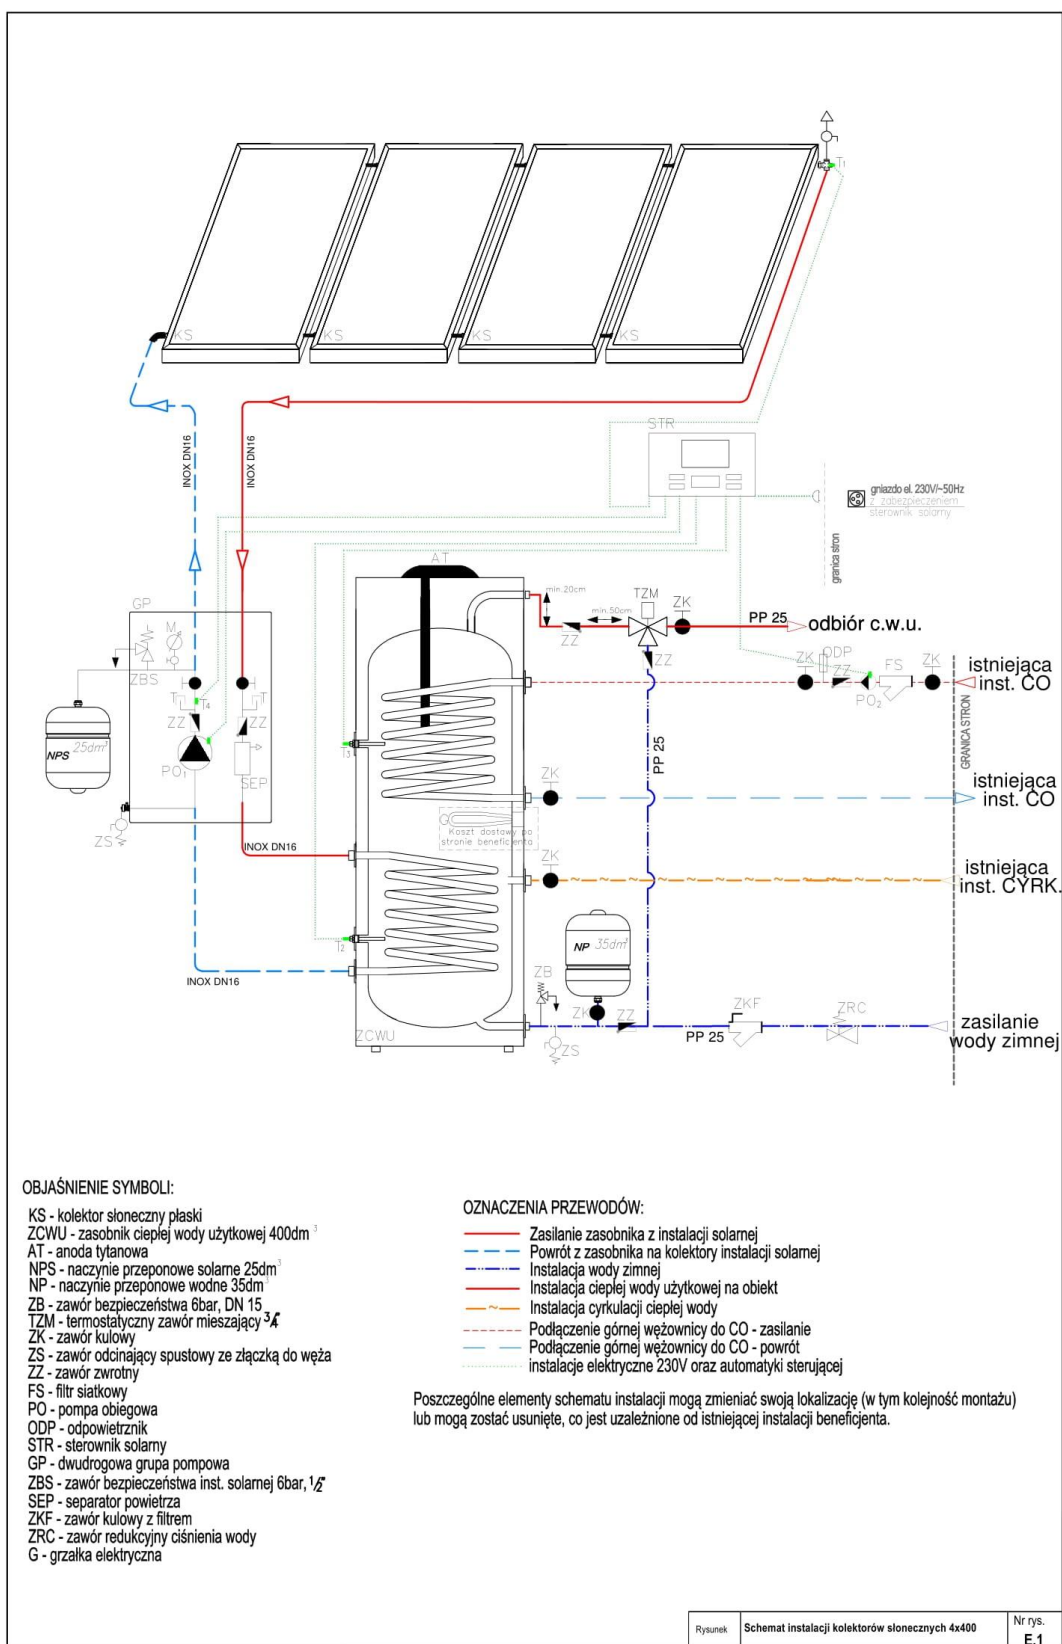 T1
KS
KS
KS
KS
INOX DN16
INOX DN16
STR
gniazdo el. 230V/~50Hz
z zabezpieczeniem
sterownik solarny
granica stron
AT
GP
M
ZBS
T
T4
T
ZZ
ZZ
PO1
SEP
NPS 25dm³
ZS
INOX DN16
INOX DN16
min.20cm
min.50cm
TZM
ZK
ZZ
ZZ
PP 25
odbiór c.w.u.
ZK
ODP
ZZ
PO2
FS
ZK
istniejąca
inst. CO
GRANICA STRON
T3
PP 25
ZK
istniejąca
inst. CO
G
Koszt dostawy po
stronie beneficjenta
ZK
istniejąca
inst. CYRK.
T2
NP 35dm³
ZB
ZK
ZZ
ZS
ZKF
ZRC
PP 25
ZCWU
zasilanie
wody zimnej
OBJAŚNIENIE SYMBOLI:
KS - kolektor słoneczny płaski
ZCWU - zasobnik ciepłej wody użytkowej 400dm³
AT - anoda tytanowa
NPS - naczynie przeponowe solarne 25dm³
NP - naczynie przeponowe wodne 35dm³
ZB - zawór bezpieczeństwa 6bar, DN 15
TZM - termostatyczny zawór mieszający 3/4"
ZK - zawór kulowy
ZS - zawór odcinający spustowy ze złączką do węża
ZZ - zawór zwrotny
FS - filtr siatkowy
PO - pompa obiegowa
ODP - odpowietrznik
STR - sterownik solarny
GP - dwudrogowa grupa pompowa
ZBS - zawór bezpieczeństwa inst. solarnej 6bar, 1/2"
SEP - separator powietrza
ZKF - zawór kulowy z filtrem
ZRC - zawór redukcyjny ciśnienia wody
G - grzałka elektryczna
OZNACZENIA PRZEWODÓW:
Zasilanie zasobnika z instalacji solarnej
Powrót z zasobnika na kolektory instalacji solarnej
Instalacja wody zimnej
Instalacja ciepłej wody użytkowej na obiekt
Instalacja cyrkulacji ciepłej wody
Podłączenie górnej wężownicy do CO - zasilanie
Podłączenie górnej wężownicy do CO - powrót
instalacje elektryczne 230V oraz automatyki sterującej
Poszczególne elementy schematu instalacji mogą zmieniać swoją lokalizację (w tym kolejność montażu)
lub mogą zostać usunięte, co jest uzależnione od istniejącej instalacji beneficjenta.
Rysunek
Schemat instalacji kolektorów słonecznych 4x400
Nr rys.
E.1